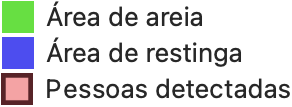 Área de areia
Área de restinga
Pessoas detectadas